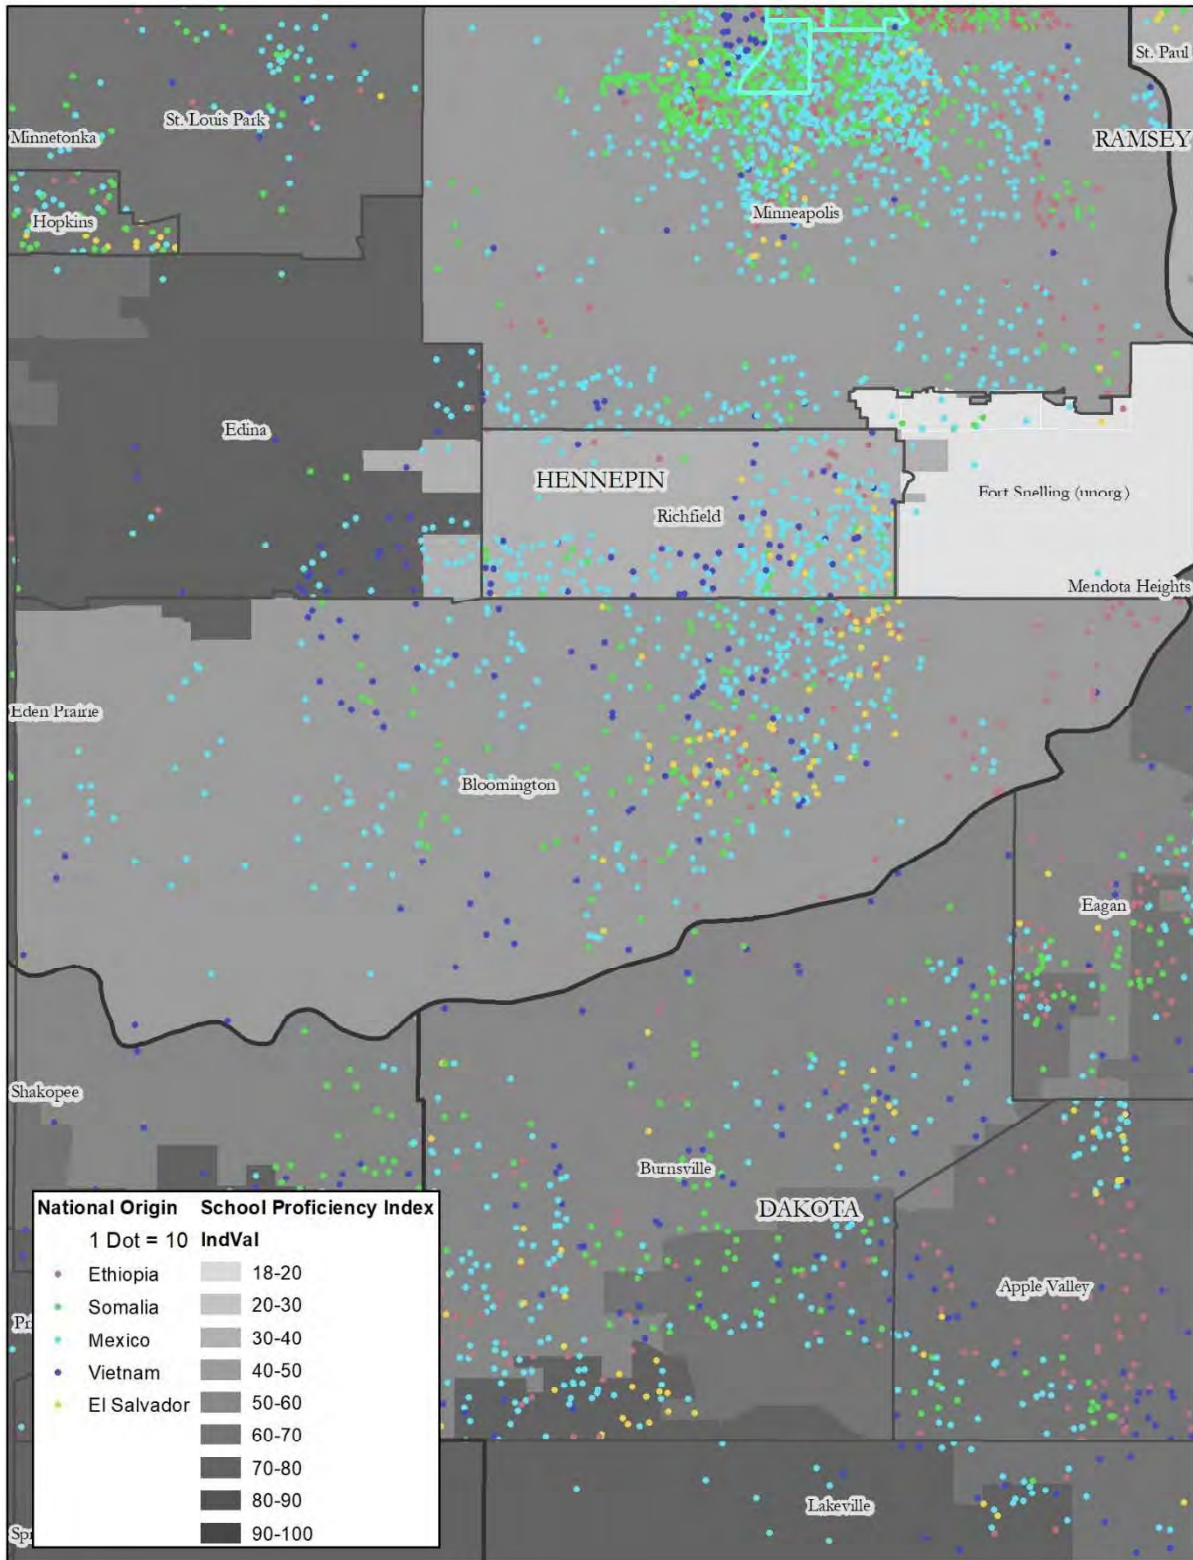 St. Paul
St. Louis Park
Minnetonka
RAMSEY
Hopkins
Minneapolis
Edina
HENNEPIN
Fort Snelling (unorg.)
Richfield
Mendota Heights
Eden Prairie
Bloomington
Eagan
Shakopee
Burnsville
DAKOTA
Apple Valley
Lakeville
Pr
Spr
National Origin
1 Dot = 10
Ethiopia
Somalia
Mexico
Vietnam
El Salvador
School Proficiency Index
IndVal
18-20
20-30
30-40
40-50
50-60
60-70
70-80
80-90
90-100